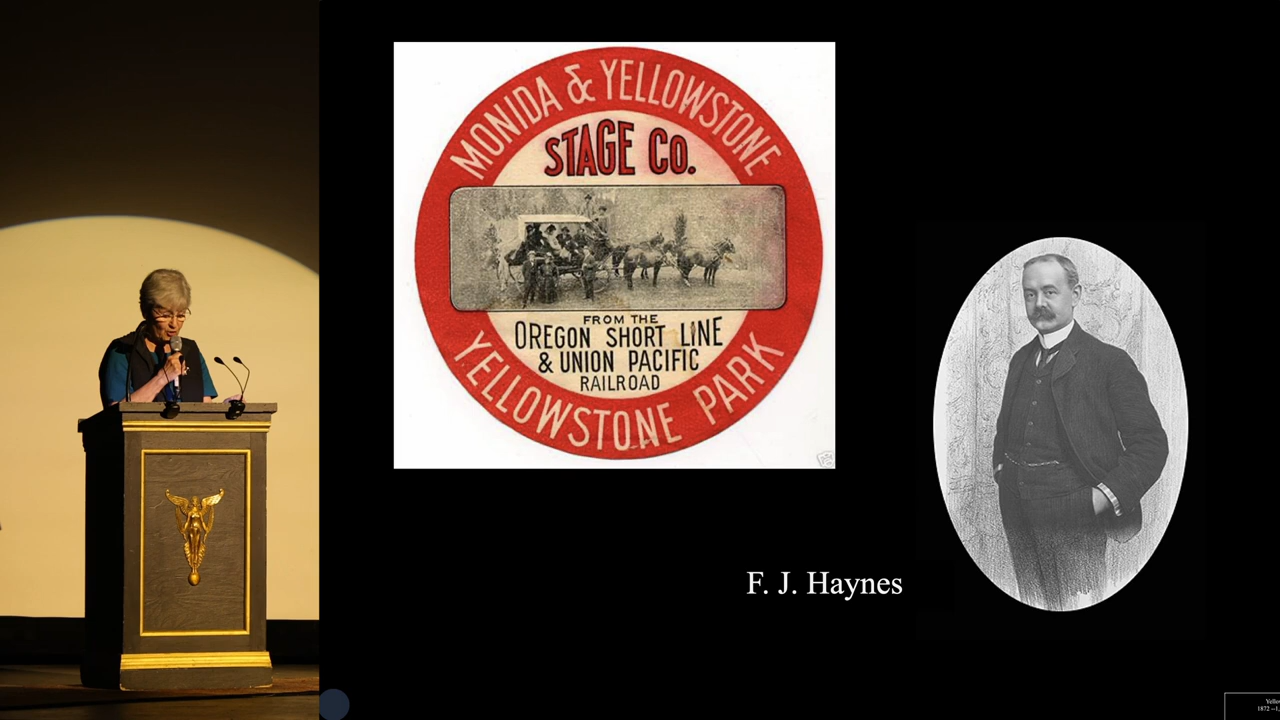 MONIDA & YELLOWSTONE
STAGE CO.
FROM THE
OREGON SHORT LINE
& UNION PACIFIC
RAILROAD
YELLOWSTONE PARK
F. J. Haynes